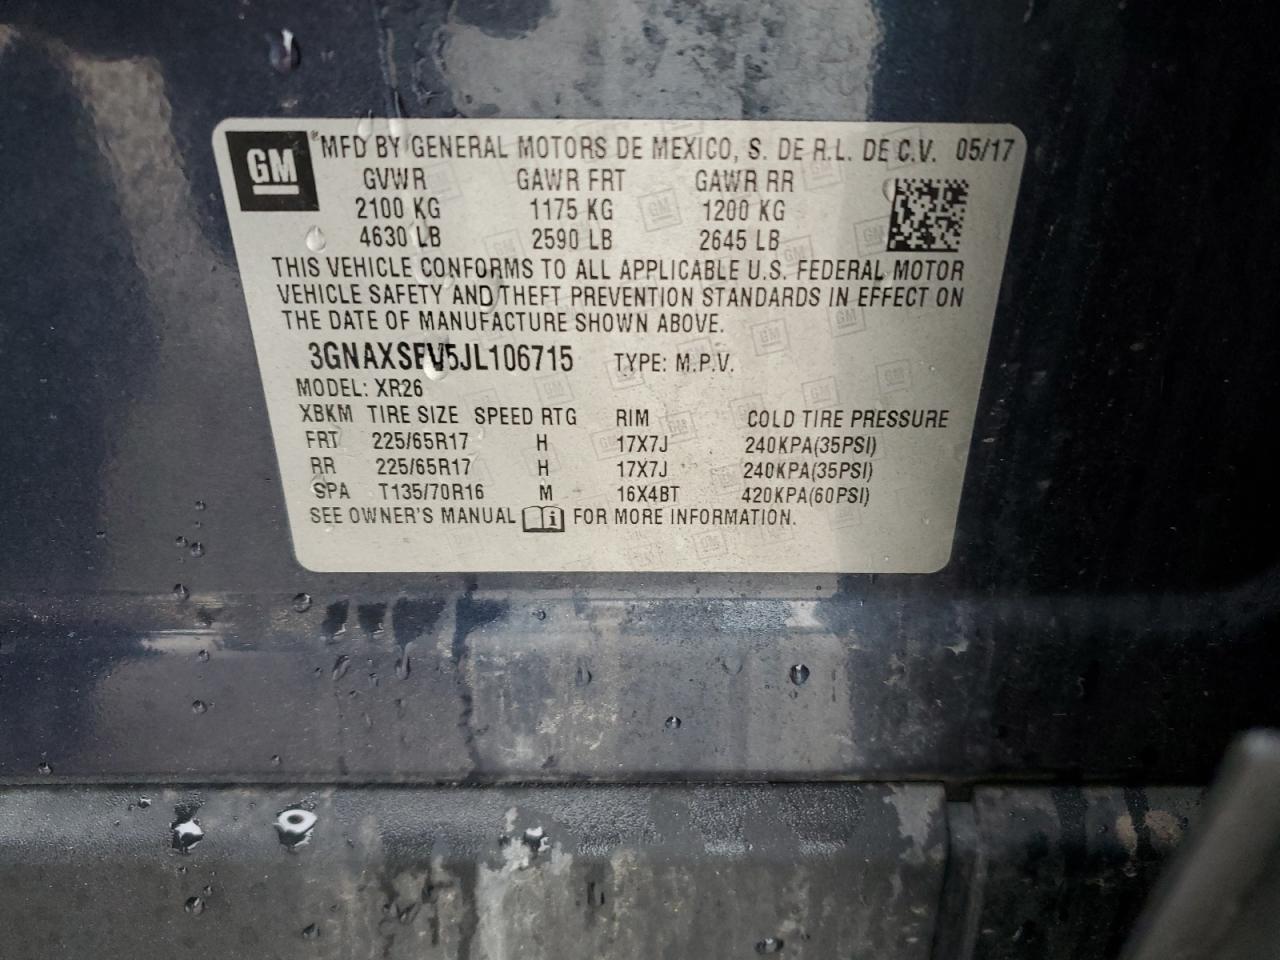 GM
®MFD BY GENERAL MOTORS DE MEXICO, S. DE R.L. DE C.V. 05/17
GVWR GAWR FRT GAWR RR
2100 KG 1175 KG 1200 KG
4630 LB 2590 LB 2645 LB
THIS VEHICLE CONFORMS TO ALL APPLICABLE U.S. FEDERAL MOTOR
VEHICLE SAFETY AND THEFT PREVENTION STANDARDS IN EFFECT ON
THE DATE OF MANUFACTURE SHOWN ABOVE.
3GNAXSEV5JL106715 TYPE: M.P.V.
MODEL: XR26
XBKM TIRE SIZE SPEED RTG RIM COLD TIRE PRESSURE
FRT 225/65R17 H 17X7J 240KPA(35PSI)
RR 225/65R17 H 17X7J 240KPA(35PSI)
SPA T135/70R16 M 16X4BT 420KPA(60PSI)
SEE OWNER'S MANUAL i FOR MORE INFORMATION.